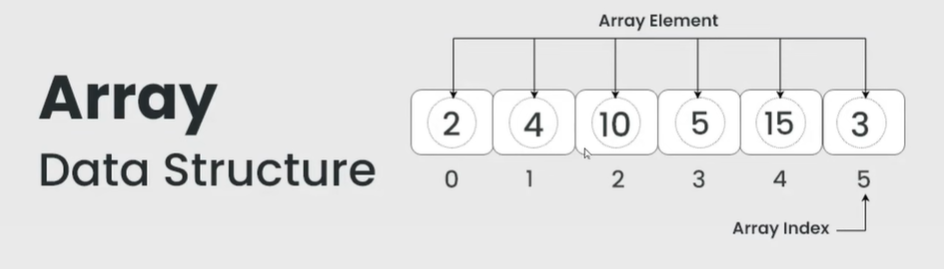 Array Element
Array
Data Structure
2 4 10 5 15 3
0 1 2 3 4 5
Array Index